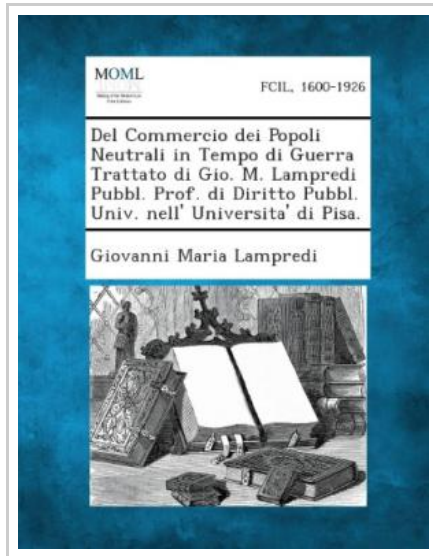 MOML
FCIL, 1600-1926
Del Commercio dei Popoli
Neutrali in Tempo di Guerra
Trattato di Gio. M. Lampredi
Pubbl. Prof. di Diritto Pubbl.
Univ. nell' Universita' di Pisa.
Giovanni Maria Lampredi